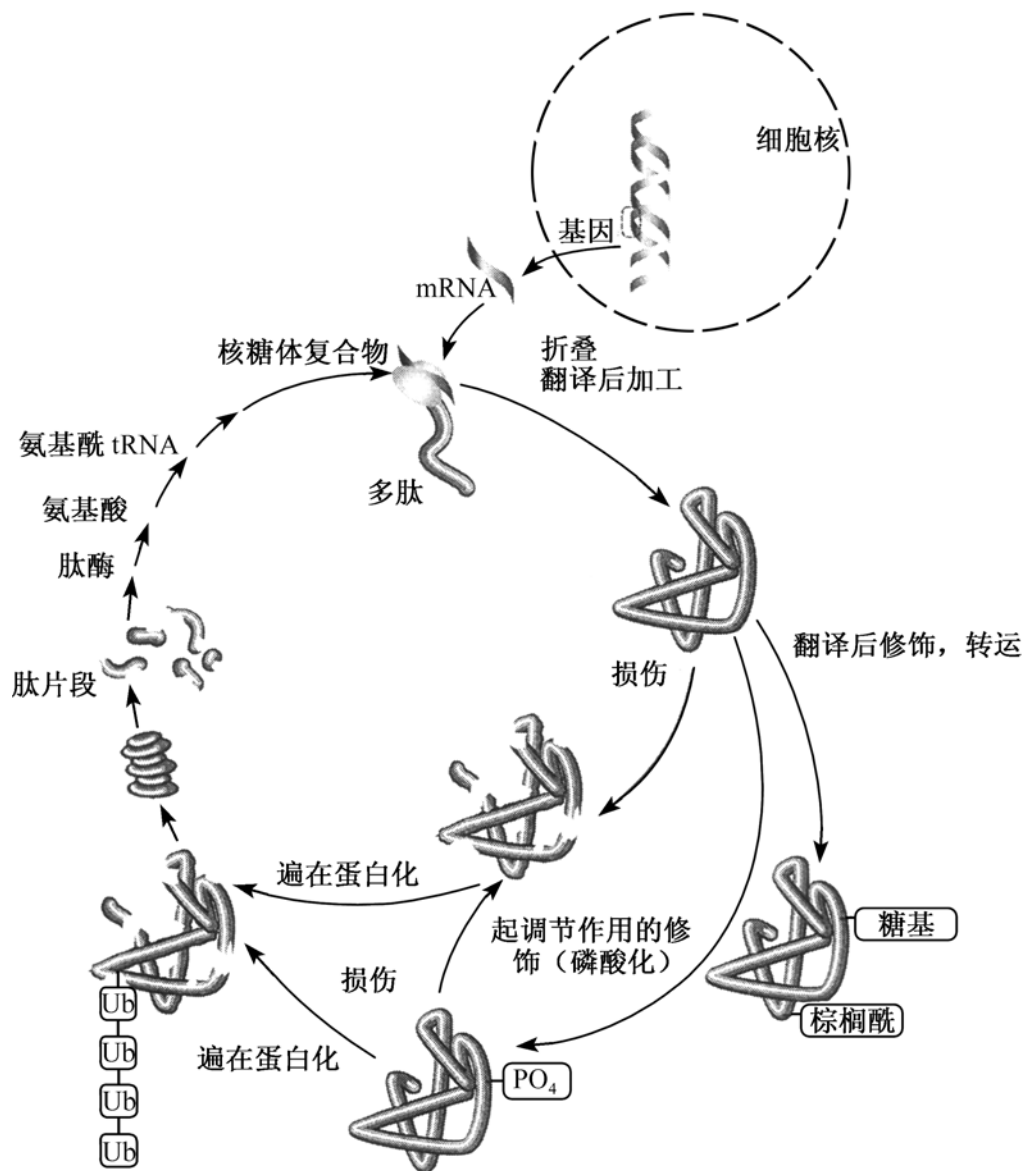 细胞核
基因
mRNA
核糖体复合物
折叠
翻译后加工
氨基酰 tRNA
多肽
氨基酸
肽酶
翻译后修饰，转运
损伤
肽片段
遍在蛋白化
起调节作用的修
饰（磷酸化）
糖基
损伤
棕榈酰
Ub
遍在蛋白化
PO₄
Ub
Ub
Ub